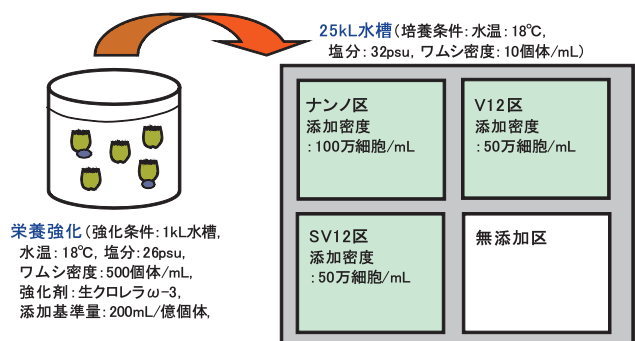 25kL水槽(培養条件:水温:18℃,
塩分:32psu, ワムシ密度:10個体/mL)
ナンノ区
添加密度
:100万細胞/mL
V12区
添加密度
:50万細胞/mL
SV12区
添加密度
:50万細胞/mL
無添加区
栄養強化(強化条件:1kL水槽,
水温:18℃, 塩分:26psu,
ワムシ密度:500個体/mL,
強化剤:生クロレラω-3,
添加基準量:200mL/億個体,